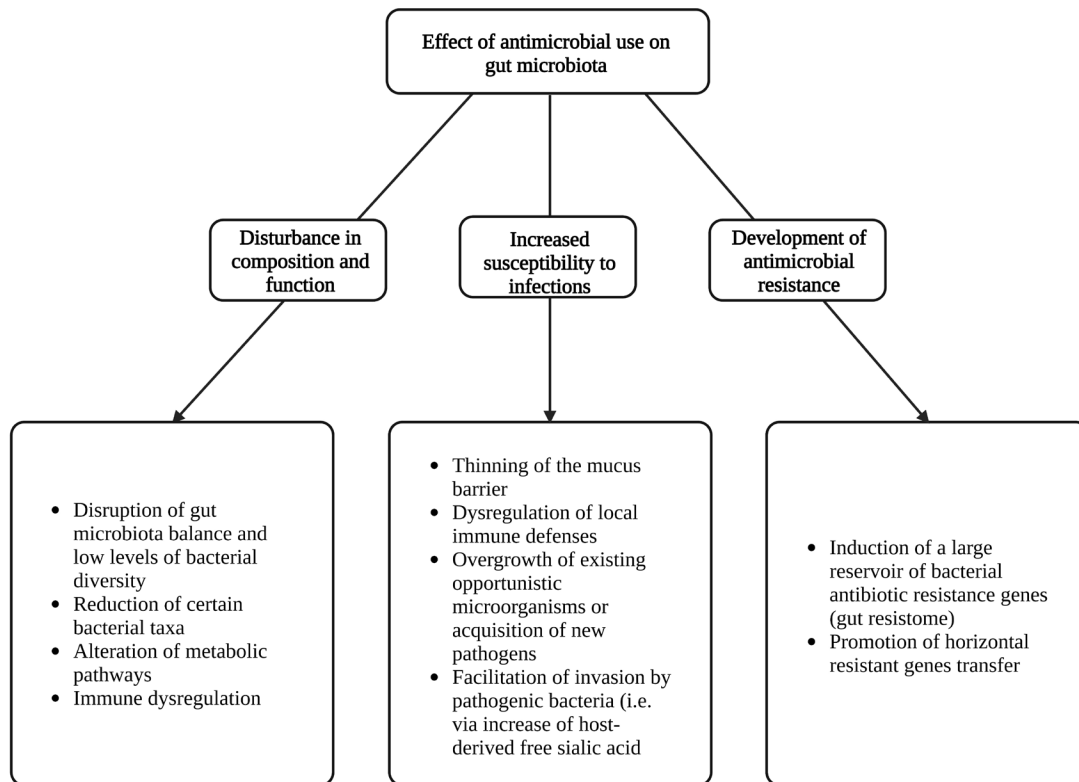 Effect of antimicrobial use on
gut microbiota
Disturbance in
composition and
function
Increased
susceptibility to
infections
Development of
antimicrobial
resistance
• Disruption of gut
microbiota balance and
low levels of bacterial
diversity
• Reduction of certain
bacterial taxa
• Alteration of metabolic
pathways
• Immune dysregulation
• Thinning of the mucus
barrier
• Dysregulation of local
immune defenses
• Overgrowth of existing
opportunistic
microorganisms or
acquisition of new
pathogens
• Facilitation of invasion by
pathogenic bacteria (i.e.
via increase of host-
derived free sialic acid
• Induction of a large
reservoir of bacterial
antibiotic resistance genes
(gut resistome)
• Promotion of horizontal
resistant genes transfer